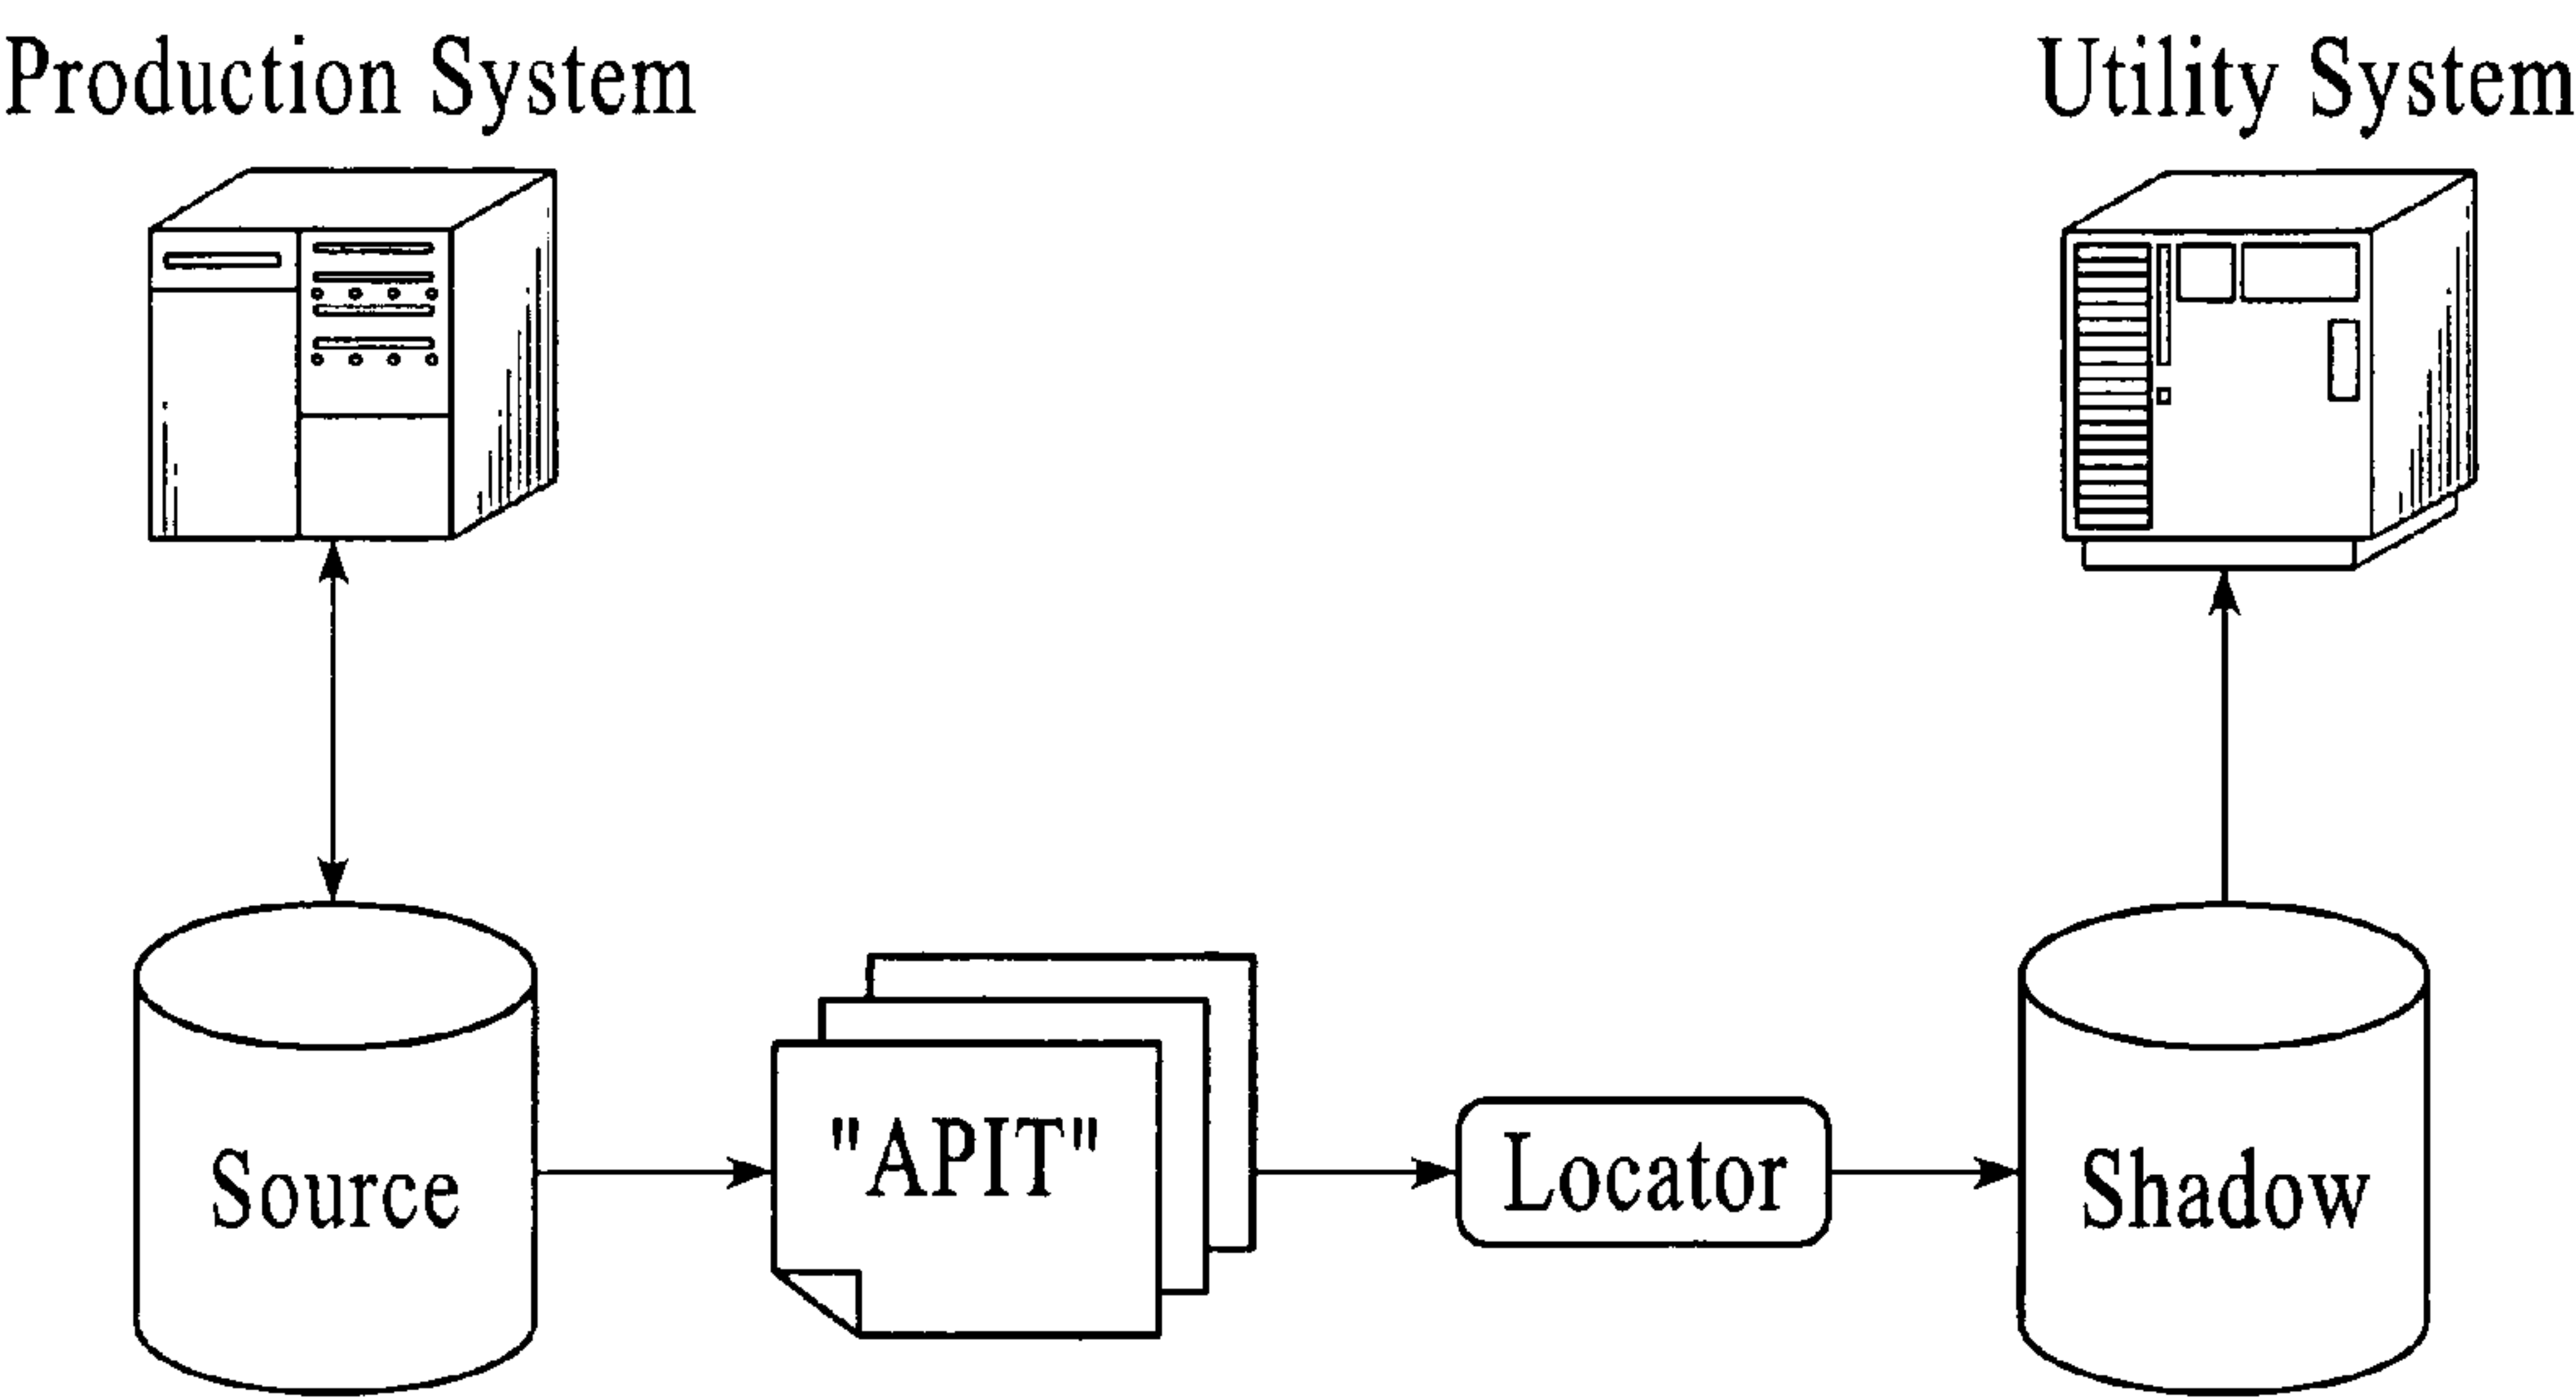 Production System
Utility System
Source
"APIT"
Locator
Shadow